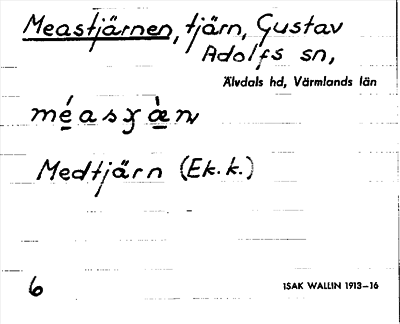 Meastjärnen, tjärn, Gustav
Adolfs sn,
Älvdals hd, Värmlands län
Medtjärn (Ek. k.)
6
ISAK WALLIN 1913–16